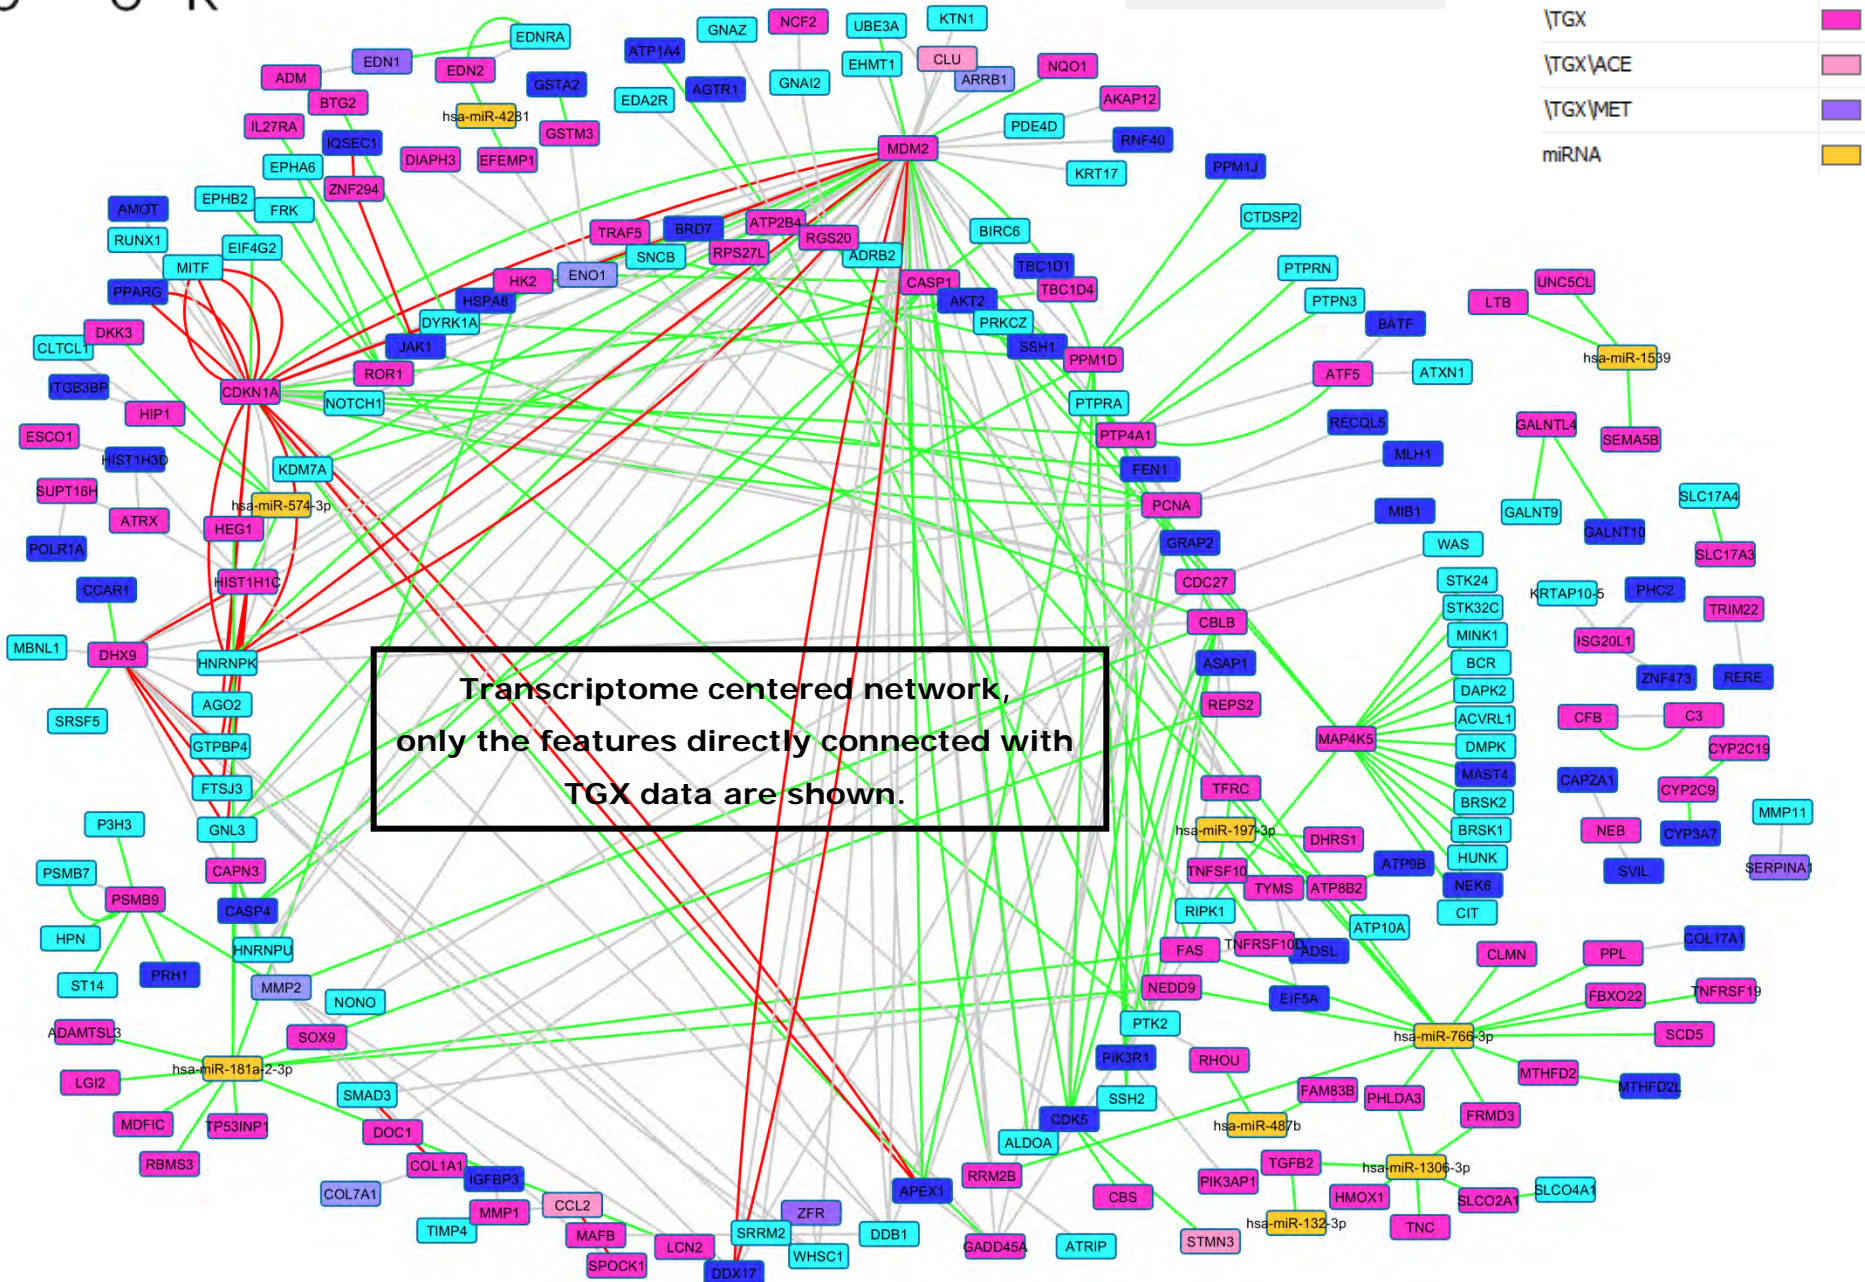 \TGX
\TGX\ACE
\TGX\MET
miRNA
EDNRA
EDN1
EDN2
ADM
BTG2
IL27RA
IQSEC1
EPHA6
ZNF294
hsa-miR-4281
GSTA2
GSTM3
DIAPH3
EFEMP1
ATP1A4
GNAZ
NCF2
UBE3A
KTN1
EHMT1
CLU
ARRB1
NQO1
GNAI2
EDA2R
AGTR1
AKAP12
PDE4D
RNF40
MDM2
KRT17
PPM1J
CTDSP2
AMOT
EPHB2
FRK
RUNX1
EIF4G2
MITF
PPARG
DKK3
CLTCL1
ITGB3BP
HIP1
ESCO1
HIST1H3D
SUPT16H
ATRX
POLR1A
CCAR1
MBNL1
DHX9
SRSF5
CDKN1A
TRAF5
BRD7
ATP2B4
RGS20
SNCB
RPS27L
ADRB2
BIRC6
HK2
ENO1
HSPA8
DYRK1A
JAK1
ROR1
NOTCH1
CASP1
AKT2
TBC1D1
TBC1D4
PRKCZ
SSH1
PPM1D
PTPRN
PTPN3
BATF
ATF5
ATXN1
PTPRA
PTP4A1
RECQL5
FEN1
MLH1
PCNA
MIB1
GRAP2
WAS
CDC27
CBLB
ASAP1
REPS2
UNC5CL
LTB
hsa-miR-1539
SEMA5B
GALNTL4
GALNT9
GALNT10
SLC17A4
SLC17A3
KRTAP10-5
PHC2
TRIM22
ISG20L1
ZNF473
RERE
CFB
C3
CYP2C19
CAPZA1
CYP2C9
NEB
CYP3A7
SVIL
MMP11
SERPINA1
KDM7A
hsa-miR-574-3p
HEG1
HIST1H1C
HNRNPK
AGO2
GTPBP4
FTSJ3
GNL3
CAPN3
CASP4
HNRNPU
MMP2
NONO
SOX9
Transcriptome centered network,
only the features directly connected with
TGX data are shown.
STK24
STK32C
MINK1
BCR
DAPK2
ACVRL1
DMPK
MAST4
BRSK2
BRSK1
HUNK
NEK6
CIT
MAP4K5
TFRC
hsa-miR-197-3p
DHRS1
TNFSF10
TYMS
ATP8B2
ATP9B
RIPK1
ATP10A
FAS
TNFRSF10D
ADSL
NEDD9
EIF5A
PTK2
PIK3R1
RHOU
SSH2
CDK5
ALDOA
hsa-miR-487b
FAM83B
CLMN
PPL
COL17A1
FBXO22
TNFRSF19
hsa-miR-766-3p
SCD5
MTHFD2
MTHFD2L
PHLDA3
FRMD3
TGFB2
hsa-miR-1306-3p
HMOX1
SLCO2A1
SLCO4A1
TNC
hsa-miR-132-3p
P3H3
PSMB7
PSMB9
HPN
ST14
PRH1
ADAMTSL3
hsa-miR-181a-2-3p
LGI2
MDFIC
TP53INP1
RBMS3
SMAD3
DOC1
COL1A1
COL7A1
IGFBP3
MMP1
TIMP4
CCL2
MAFB
SPOCK1
LCN2
DDX17
SRRM2
ZFR
WHSC1
DDB1
APEX1
RRM2B
GADD45A
ATRIP
CBS
PIK3AP1
STMN3